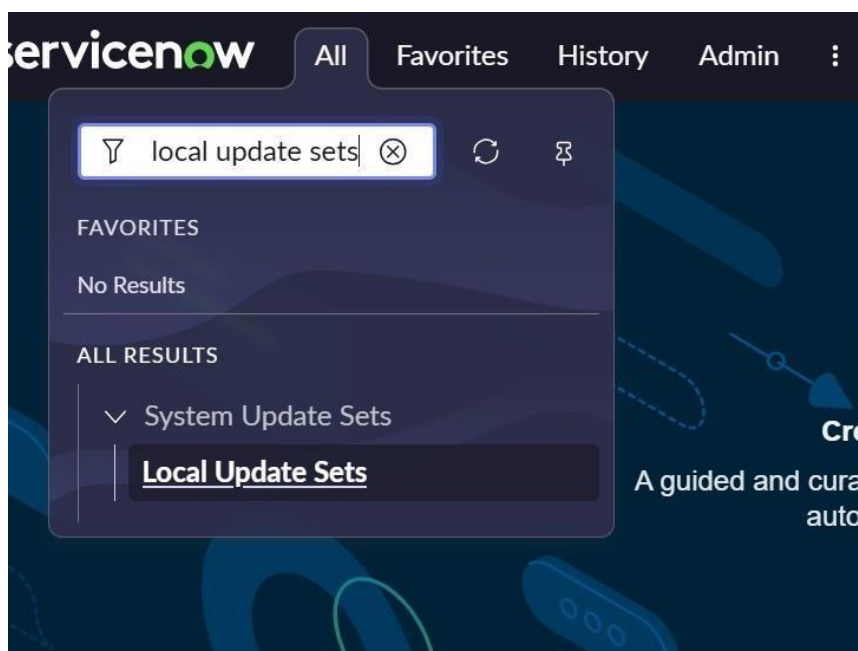 servicenow All Favorites History Admin
local update sets
FAVORITES
No Results
ALL RESULTS
System Update Sets
Local Update Sets
Cre
A guided and cura
auto